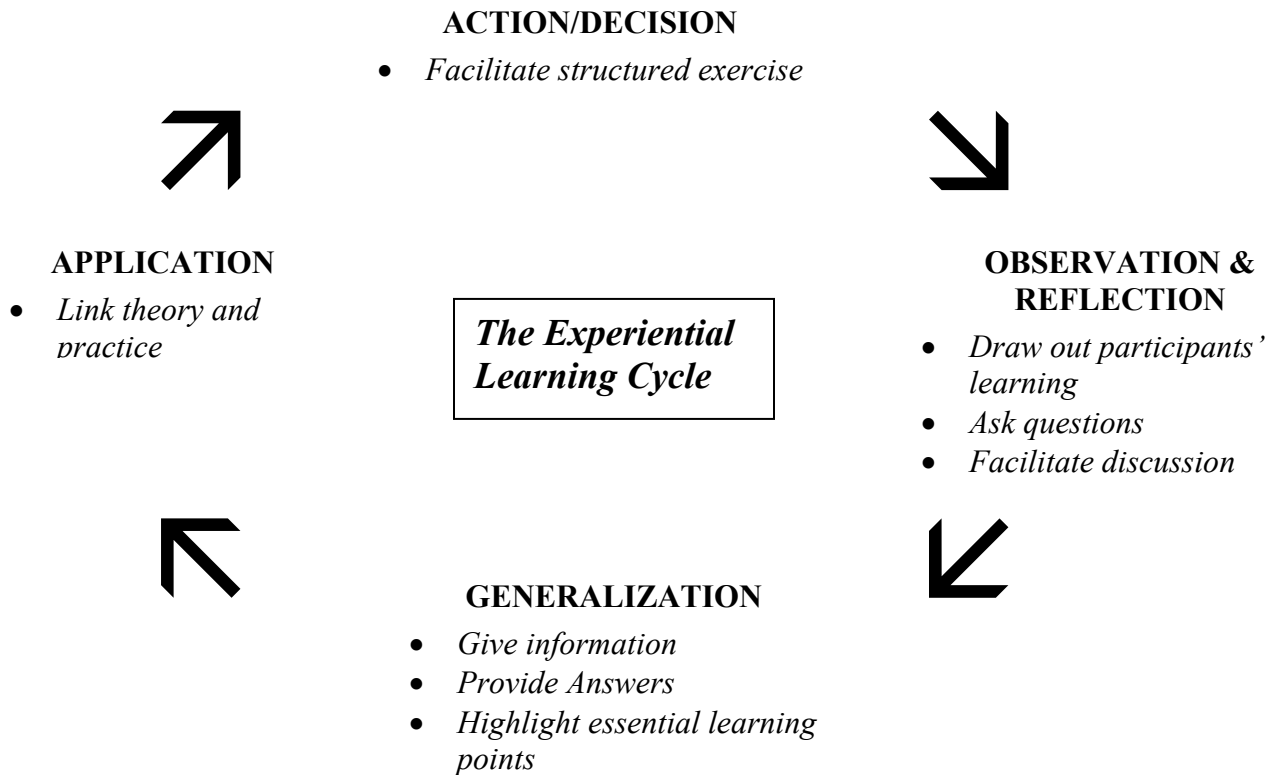 ACTION/DECISION
• Facilitate structured exercise
APPLICATION
• Link theory and
practice
The Experiential
Learning Cycle
OBSERVATION &
REFLECTION
• Draw out participants’
learning
• Ask questions
• Facilitate discussion
GENERALIZATION
• Give information
• Provide Answers
• Highlight essential learning
points